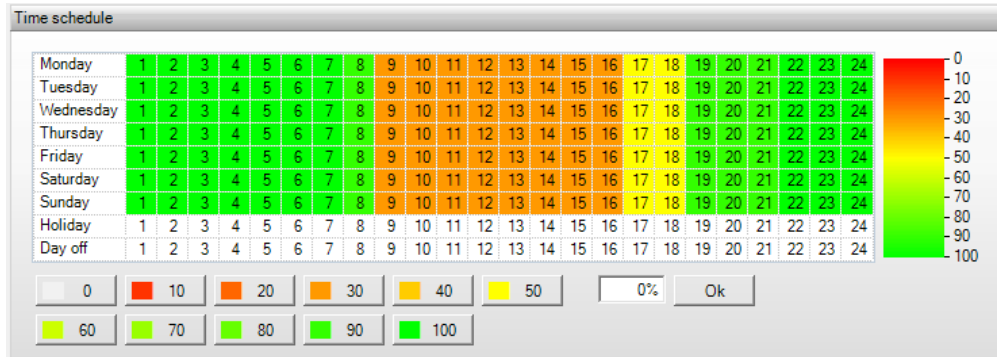 Time schedule
Monday 1 2 3 4 5 6 7 8 9 10 11 12 13 14 15 16 17 18 19 20 21 22 23 24
Tuesday 1 2 3 4 5 6 7 8 9 10 11 12 13 14 15 16 17 18 19 20 21 22 23 24
Wednesday 1 2 3 4 5 6 7 8 9 10 11 12 13 14 15 16 17 18 19 20 21 22 23 24
Thursday 1 2 3 4 5 6 7 8 9 10 11 12 13 14 15 16 17 18 19 20 21 22 23 24
Friday 1 2 3 4 5 6 7 8 9 10 11 12 13 14 15 16 17 18 19 20 21 22 23 24
Saturday 1 2 3 4 5 6 7 8 9 10 11 12 13 14 15 16 17 18 19 20 21 22 23 24
Sunday 1 2 3 4 5 6 7 8 9 10 11 12 13 14 15 16 17 18 19 20 21 22 23 24
Holiday 1 2 3 4 5 6 7 8 9 10 11 12 13 14 15 16 17 18 19 20 21 22 23 24
Day off 1 2 3 4 5 6 7 8 9 10 11 12 13 14 15 16 17 18 19 20 21 22 23 24
0
10
20
30
40
50
60
70
80
90
100
0 10 20 30 40 50 0% Ok
60 70 80 90 100